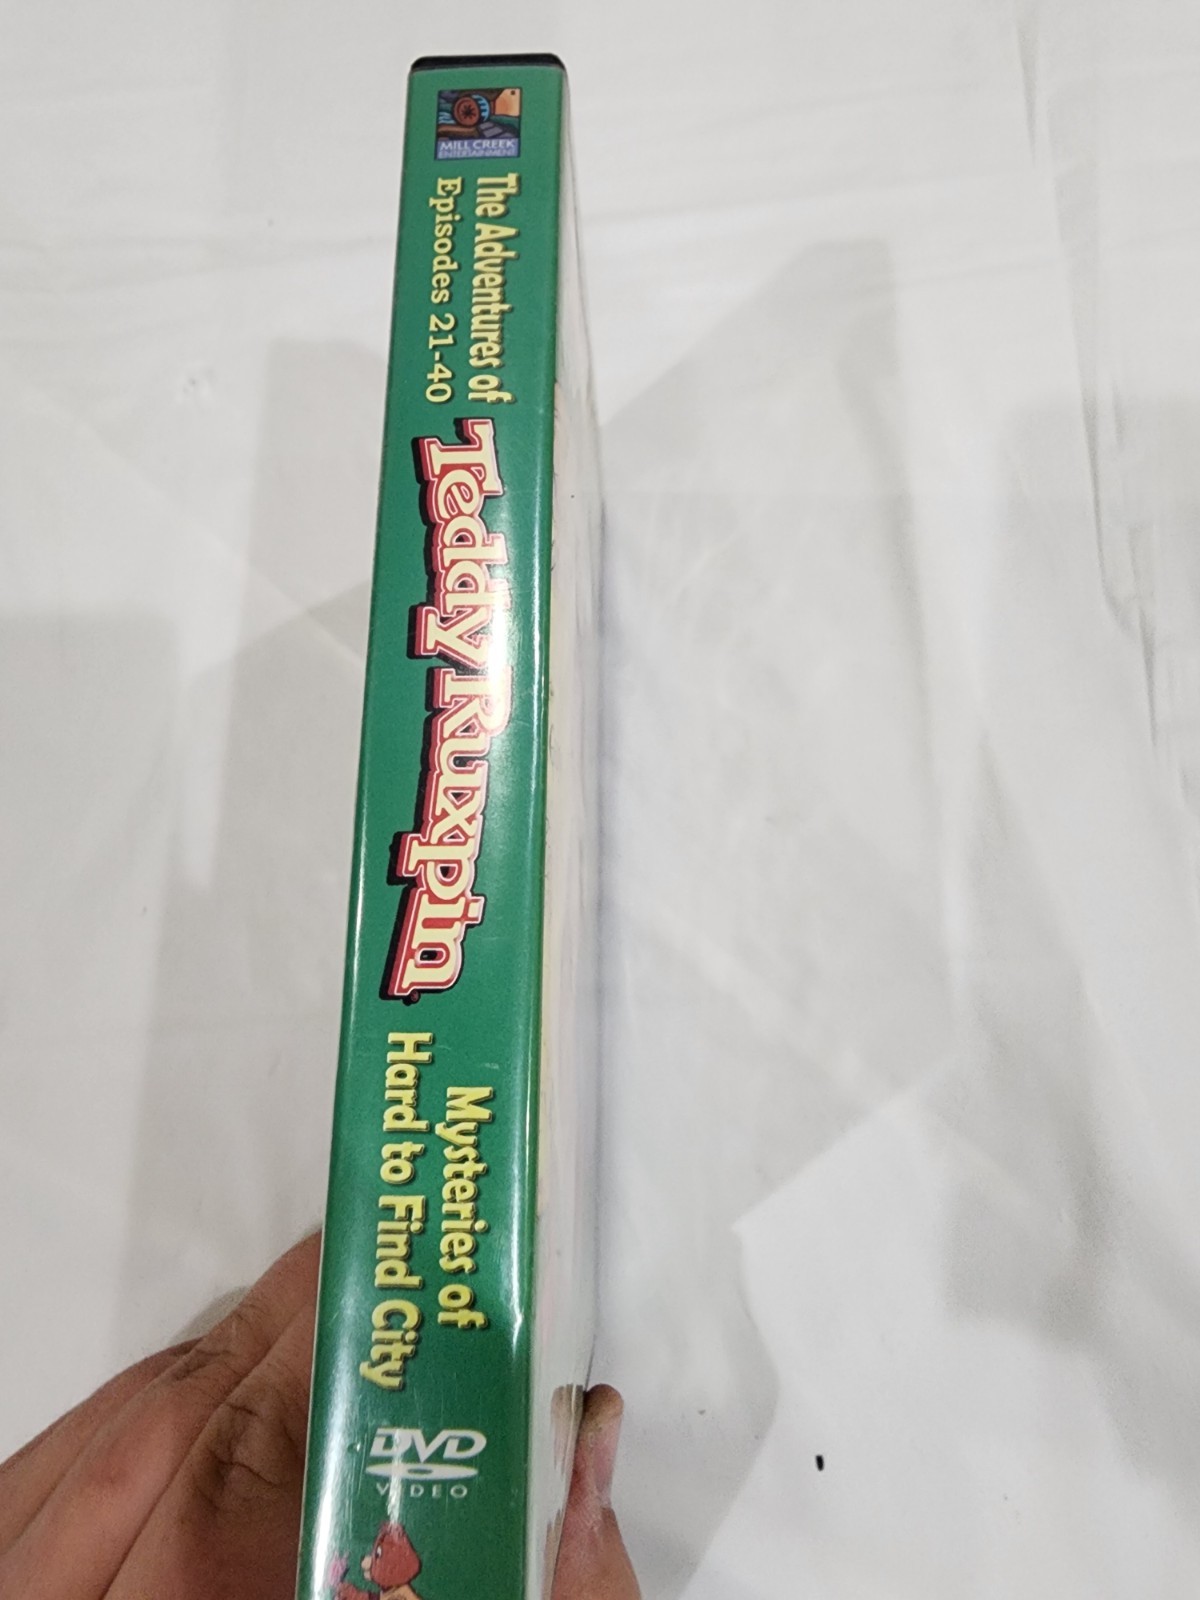 MILL CREEK
ENTERTAINMENT
The Adventures of
Episodes 21-40
Teddy Ruxpin®
Mysteries of
Hard to Find City
DVD
VIDEO